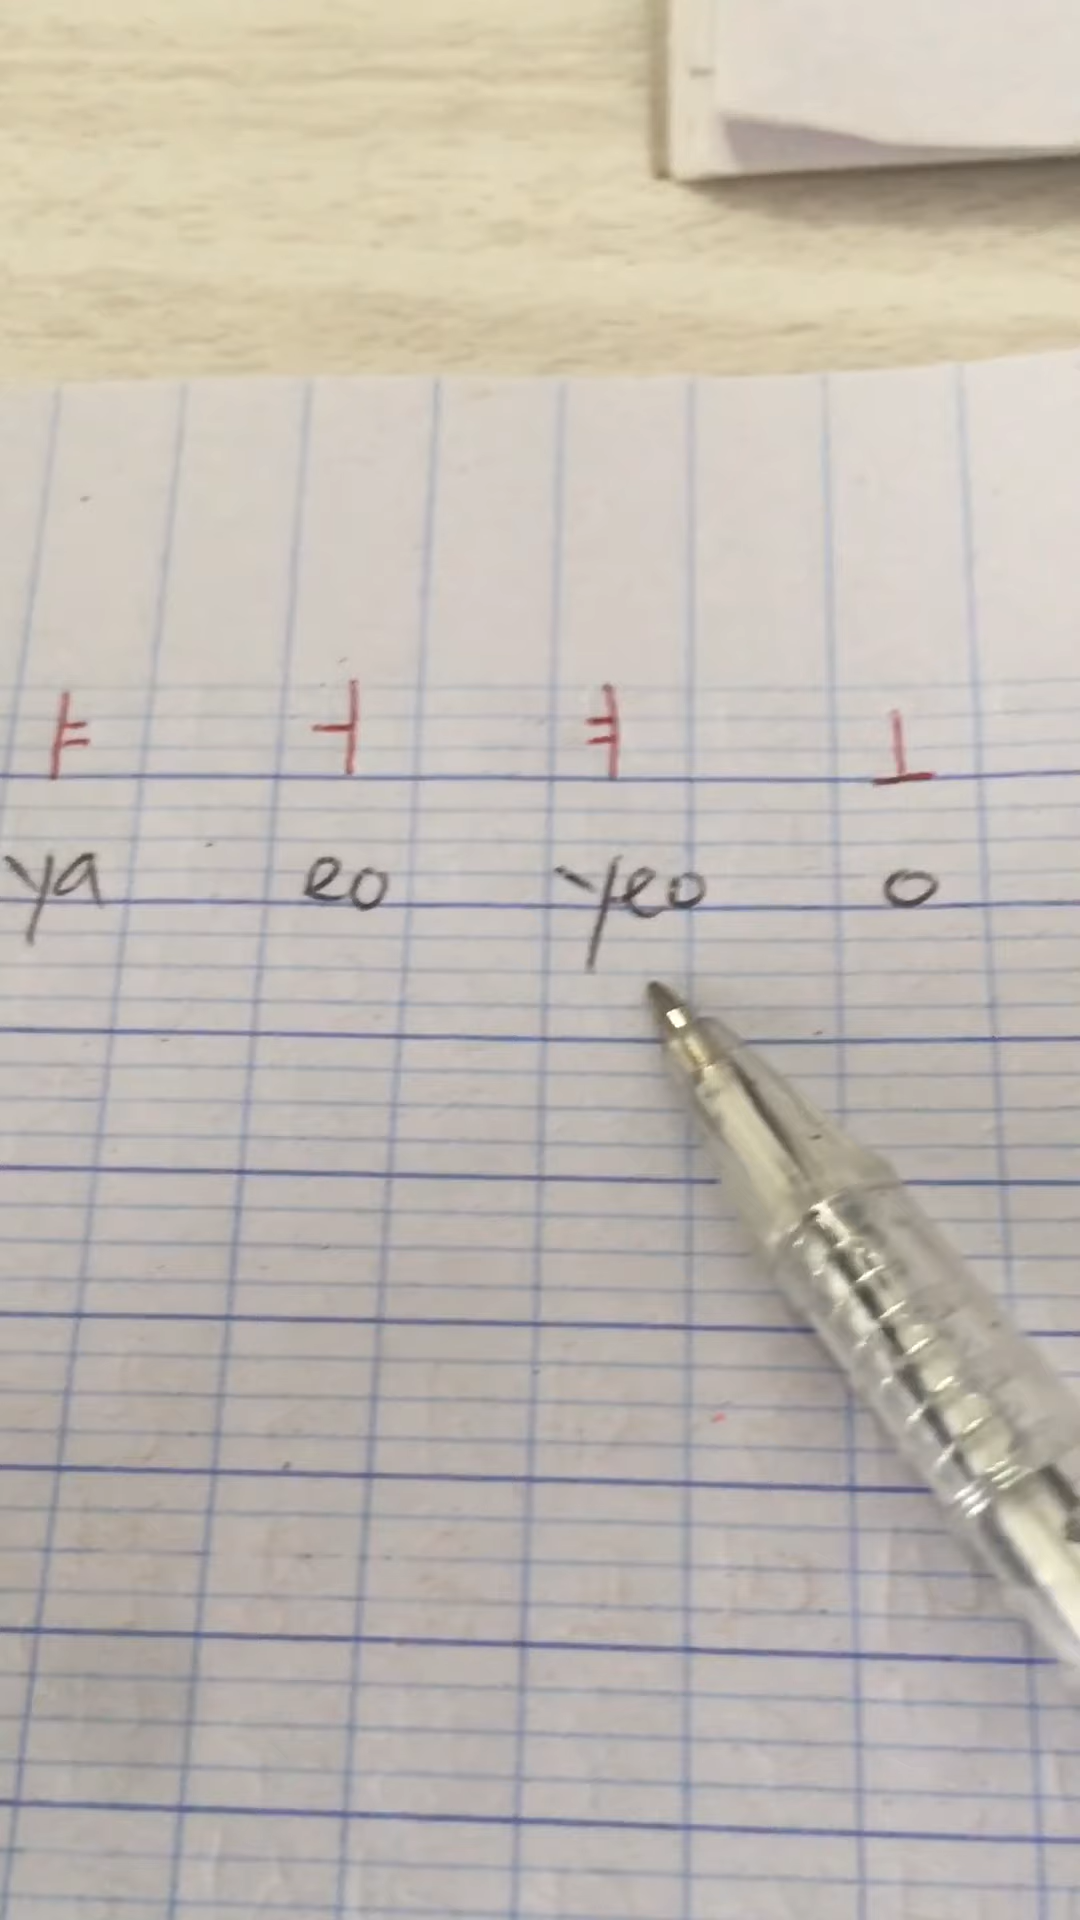 ㅑ ㅓ ㅕ ㅗ
ya eo yeo o